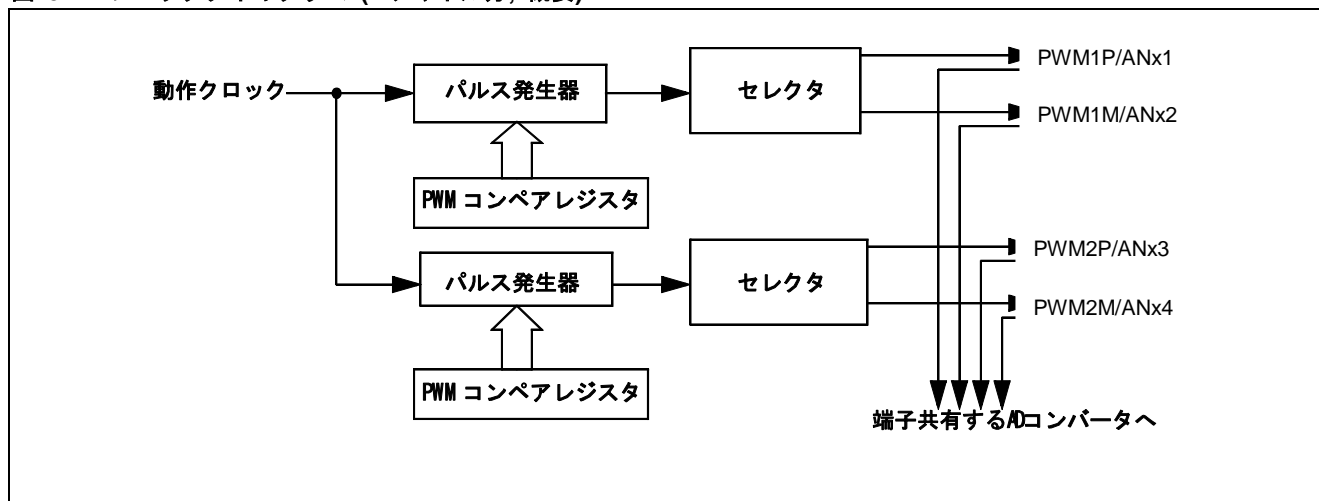 動作クロック
パルス発生器
セレクタ
PWM1P/ANx1
PWM1M/ANx2
PWM コンペアレジスタ
パルス発生器
セレクタ
PWM2P/ANx3
PWM2M/ANx4
PWM コンペアレジスタ
端子共有するADコンバータへ